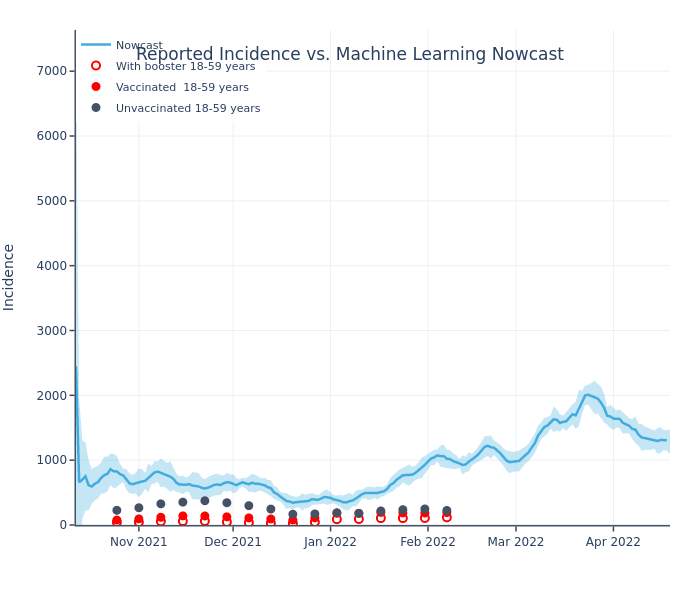 Reported Incidence vs. Machine Learning Nowcast
Nowcast
With booster 18-59 years
Vaccinated  18-59 years
Unvaccinated 18-59 years
Incidence
7000
6000
5000
4000
3000
2000
1000
0
Nov 2021
Dec 2021
Jan 2022
Feb 2022
Mar 2022
Apr 2022